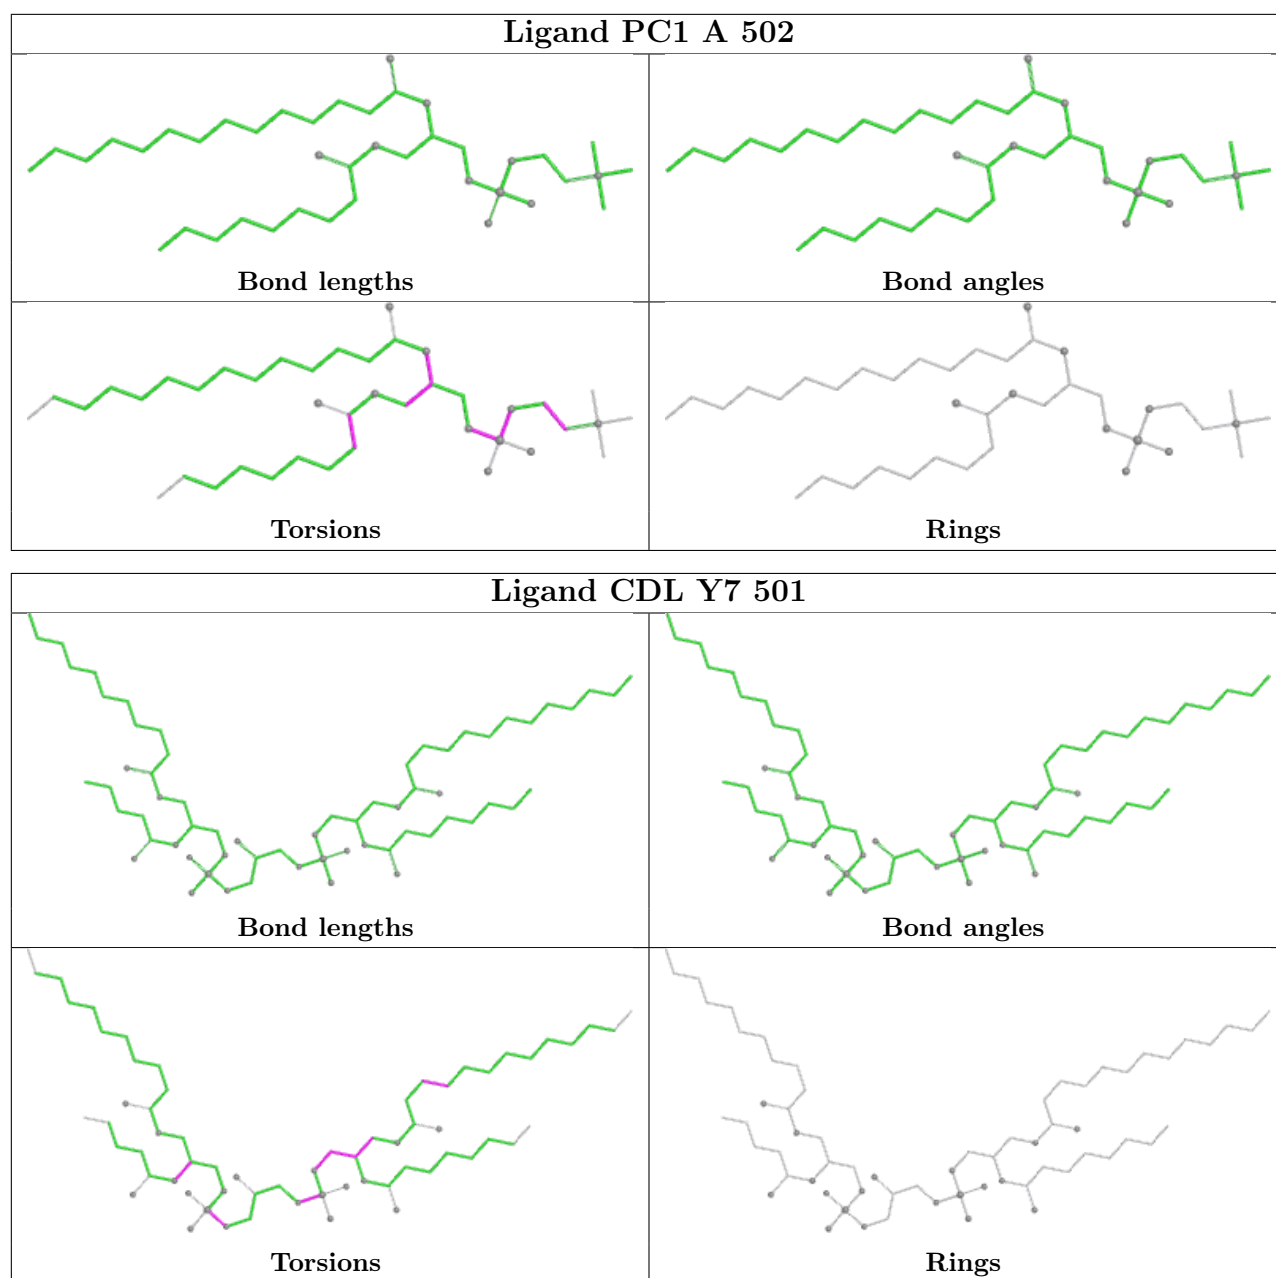 Ligand PC1 A 502
Bond lengths
Bond angles
Torsions
Rings
Ligand CDL Y7 501
Bond lengths
Bond angles
Torsions
Rings